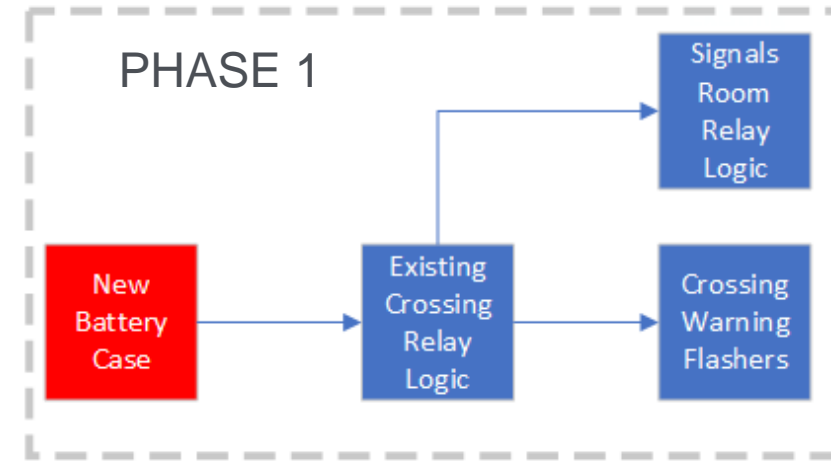 PHASE 1
Signals
Room
Relay
Logic
New
Battery
Case
Existing
Crossing
Relay
Logic
Crossing
Warning
Flashers